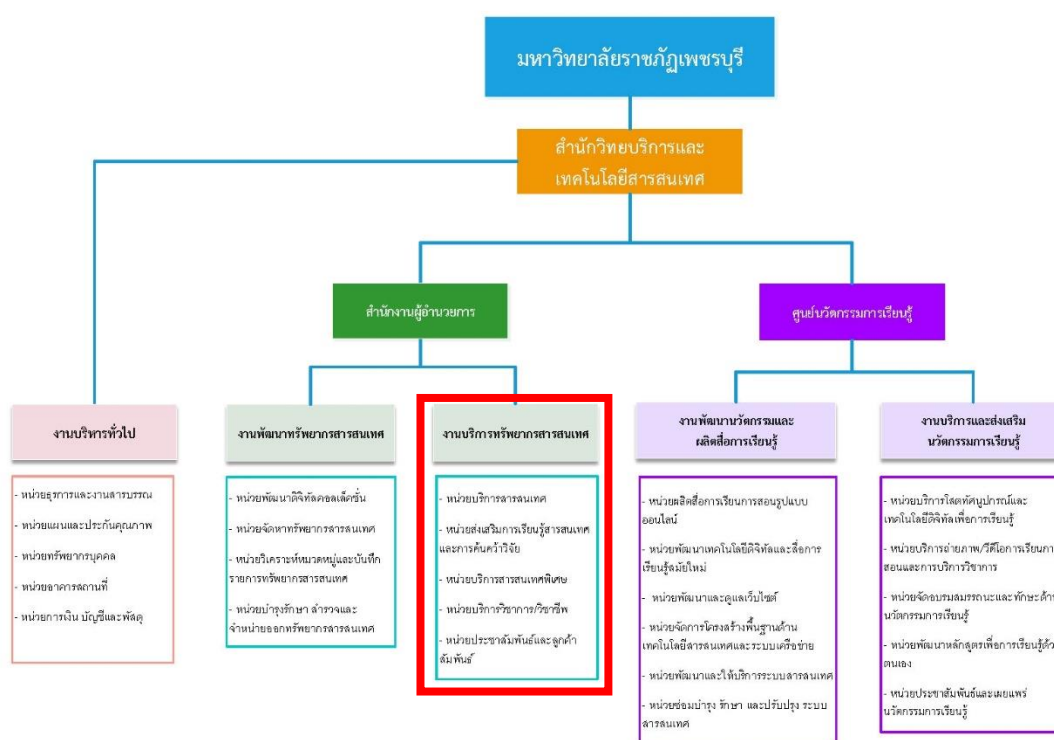 มหาวิทยาลัยราชภัฏเพชรบุรี
สำนักวิทยบริการและ
เทคโนโลยีสารสนเทศ
สำนักงานผู้อำนวยการ
ศูนย์นวัตกรรมการเรียนรู้
งานบริหารทั่วไป
- หน่วยธุรการและงานสารบรรณ
- หน่วยแผนและประกันคุณภาพ
- หน่วยทรัพยากรบุคคล
- หน่วยอาคารสถานที่
- หน่วยการเงิน บัญชีและพัสดุ
งานพัฒนาทรัพยากรสารสนเทศ
- หน่วยพัฒนาดิจิทัลคอลเล็คชั่น
- หน่วยจัดหาทรัพยากรสารสนเทศ
- หน่วยวิเคราะห์หมวดหมู่และบันทึก
รายการทรัพยากรสารสนเทศ
- หน่วยบำรุงรักษา สำรวจและ
จำหน่ายออกทรัพยากรสารสนเทศ
งานบริการทรัพยากรสารสนเทศ
- หน่วยบริการสารสนเทศ
- หน่วยส่งเสริมการเรียนรู้สารสนเทศ
และการค้นคว้าวิจัย
- หน่วยบริการสารสนเทศพิเศษ
- หน่วยบริการวิชาการ/วิชาชีพ
- หน่วยประชาสัมพันธ์และลูกค้า
สัมพันธ์
งานพัฒนานวัตกรรมและ
ผลิตสื่อการเรียนรู้
- หน่วยผลิตสื่อการเรียนการสอนรูปแบบ
ออนไลน์
- หน่วยพัฒนาเทคโนโลยีดิจิทัลและสื่อการ
เรียนรู้สมัยใหม่
- หน่วยพัฒนาและดูแลเว็บไซต์
- หน่วยจัดการโครงสร้างพื้นฐานด้าน
เทคโนโลยีสารสนเทศและระบบเครือข่าย
- หน่วยพัฒนาและให้บริการระบบสารสนเทศ
- หน่วยซ่อมบำรุง รักษา และปรับปรุง ระบบ
สารสนเทศ
งานบริการและส่งเสริม
นวัตกรรมการเรียนรู้
- หน่วยบริการโสตทัศนูปกรณ์และ
เทคโนโลยีดิจิทัลเพื่อการเรียนรู้
- หน่วยบริการถ่ายภาพ/วีดีโอการเรียนกา
สอนและการบริการวิชาการ
- หน่วยจัดอบรมสมรรถนะและทักษะด้า
นวัตกรรมการเรียนรู้
- หน่วยพัฒนาหลักสูตรเพื่อการเรียนรู้ด้ว
ตนเอง
- หน่วยประชาสัมพันธ์และเผยแพร่
นวัตกรรมการเรียนรู้